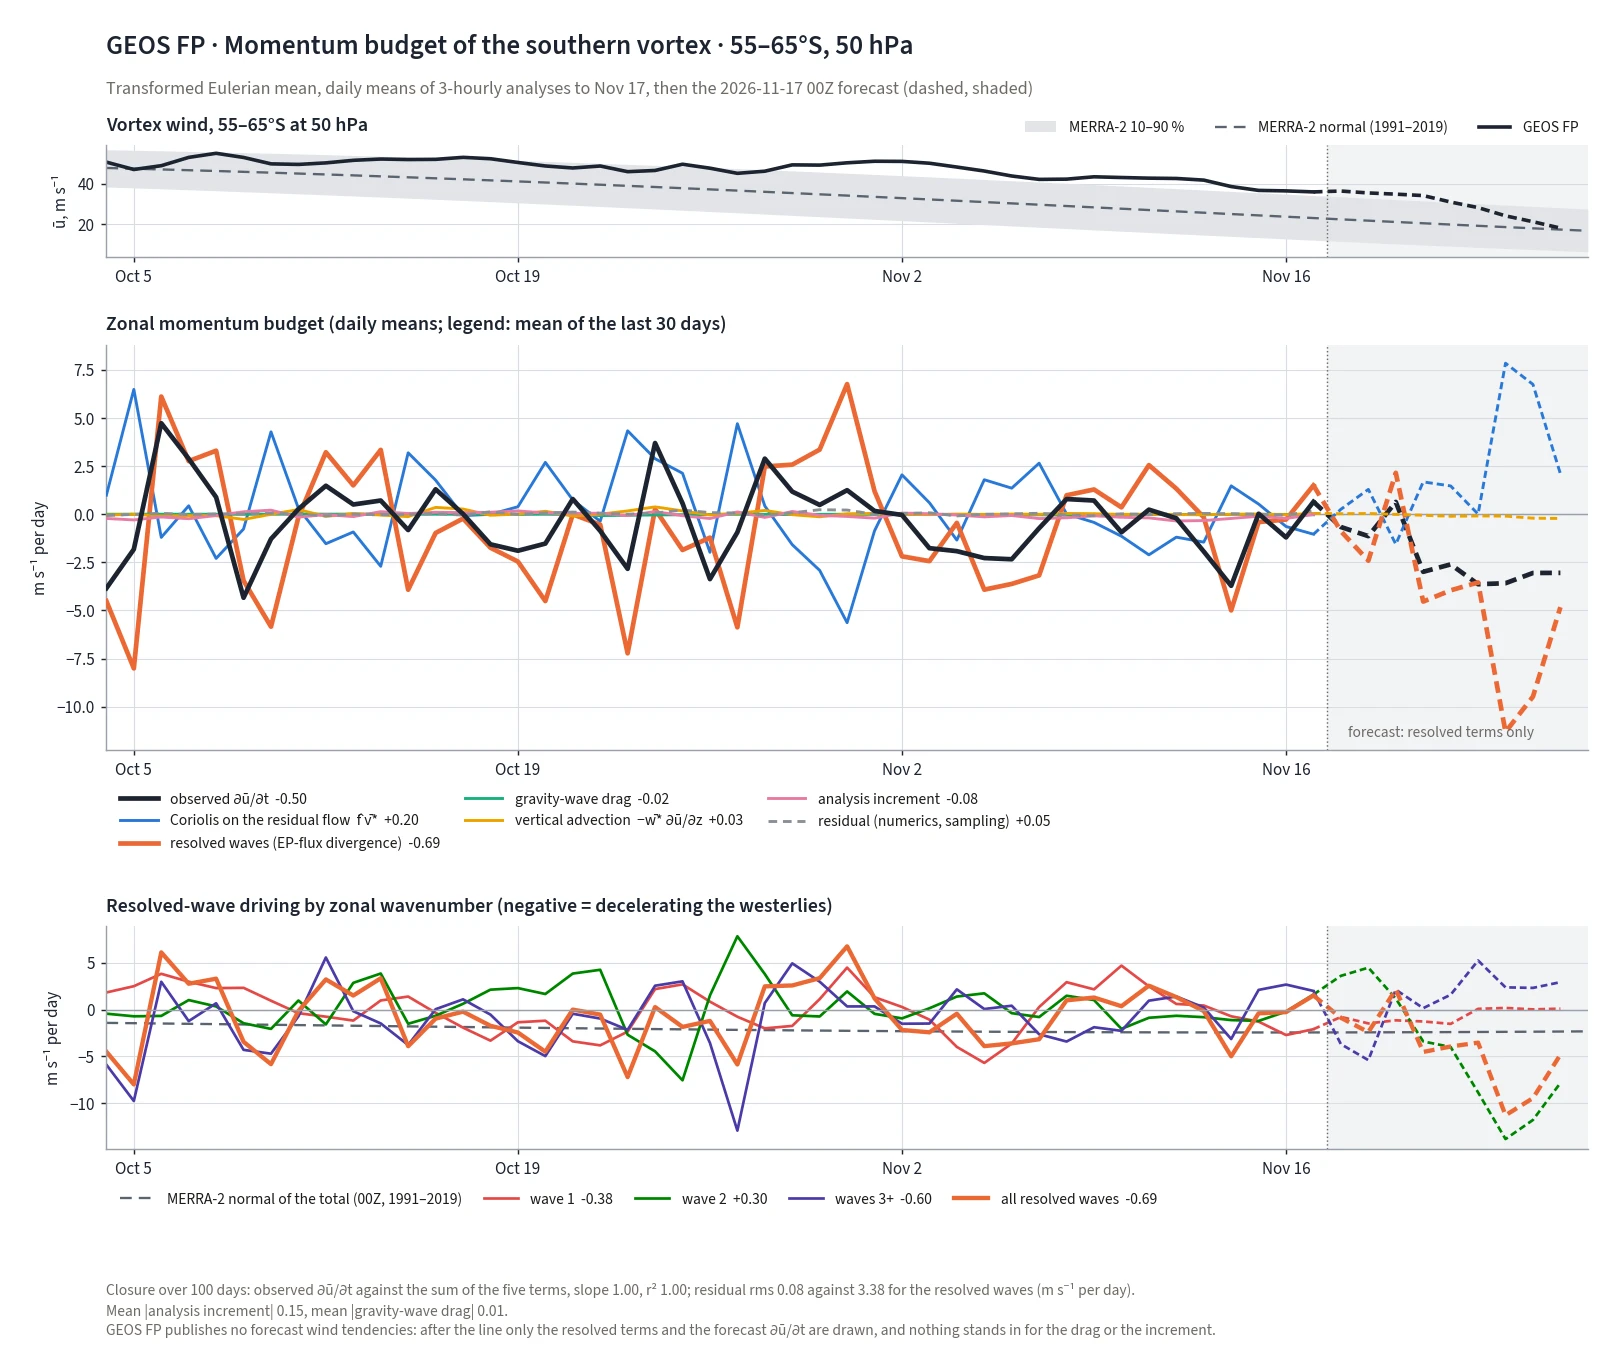 GEOS FP · Momentum budget of the southern vortex · 55–65°S, 50 hPa
Transformed Eulerian mean, daily means of 3-hourly analyses to Nov 17, then the 2026-11-17 00Z forecast (dashed, shaded)
Vortex wind, 55–65°S at 50 hPa
MERRA-2 10–90 %
MERRA-2 normal (1991–2019)
GEOS FP
ū, m s⁻¹
40
20
Oct 5
Oct 19
Nov 2
Nov 16
Zonal momentum budget (daily means; legend: mean of the last 30 days)
m s⁻¹ per day
7.5
5.0
2.5
0.0
−2.5
−5.0
−7.5
−10.0
forecast: resolved terms only
Oct 5
Oct 19
Nov 2
Nov 16
observed ∂ū/∂t -0.50
Coriolis on the residual flow f v̄* +0.20
resolved waves (EP-flux divergence) -0.69
gravity-wave drag -0.02
vertical advection −w̄* ∂ū/∂z +0.03
analysis increment -0.08
residual (numerics, sampling) +0.05
Resolved-wave driving by zonal wavenumber (negative = decelerating the westerlies)
m s⁻¹ per day
5
0
−5
−10
Oct 5
Oct 19
Nov 2
Nov 16
MERRA-2 normal of the total (00Z, 1991–2019)
wave 1 -0.38
wave 2 +0.30
waves 3+ -0.60
all resolved waves -0.69
Closure over 100 days: observed ∂ū/∂t against the sum of the five terms, slope 1.00, r² 1.00; residual rms 0.08 against 3.38 for the resolved waves (m s⁻¹ per day).
Mean |analysis increment| 0.15, mean |gravity-wave drag| 0.01.
GEOS FP publishes no forecast wind tendencies: after the line only the resolved terms and the forecast ∂ū/∂t are drawn, and nothing stands in for the drag or the increment.